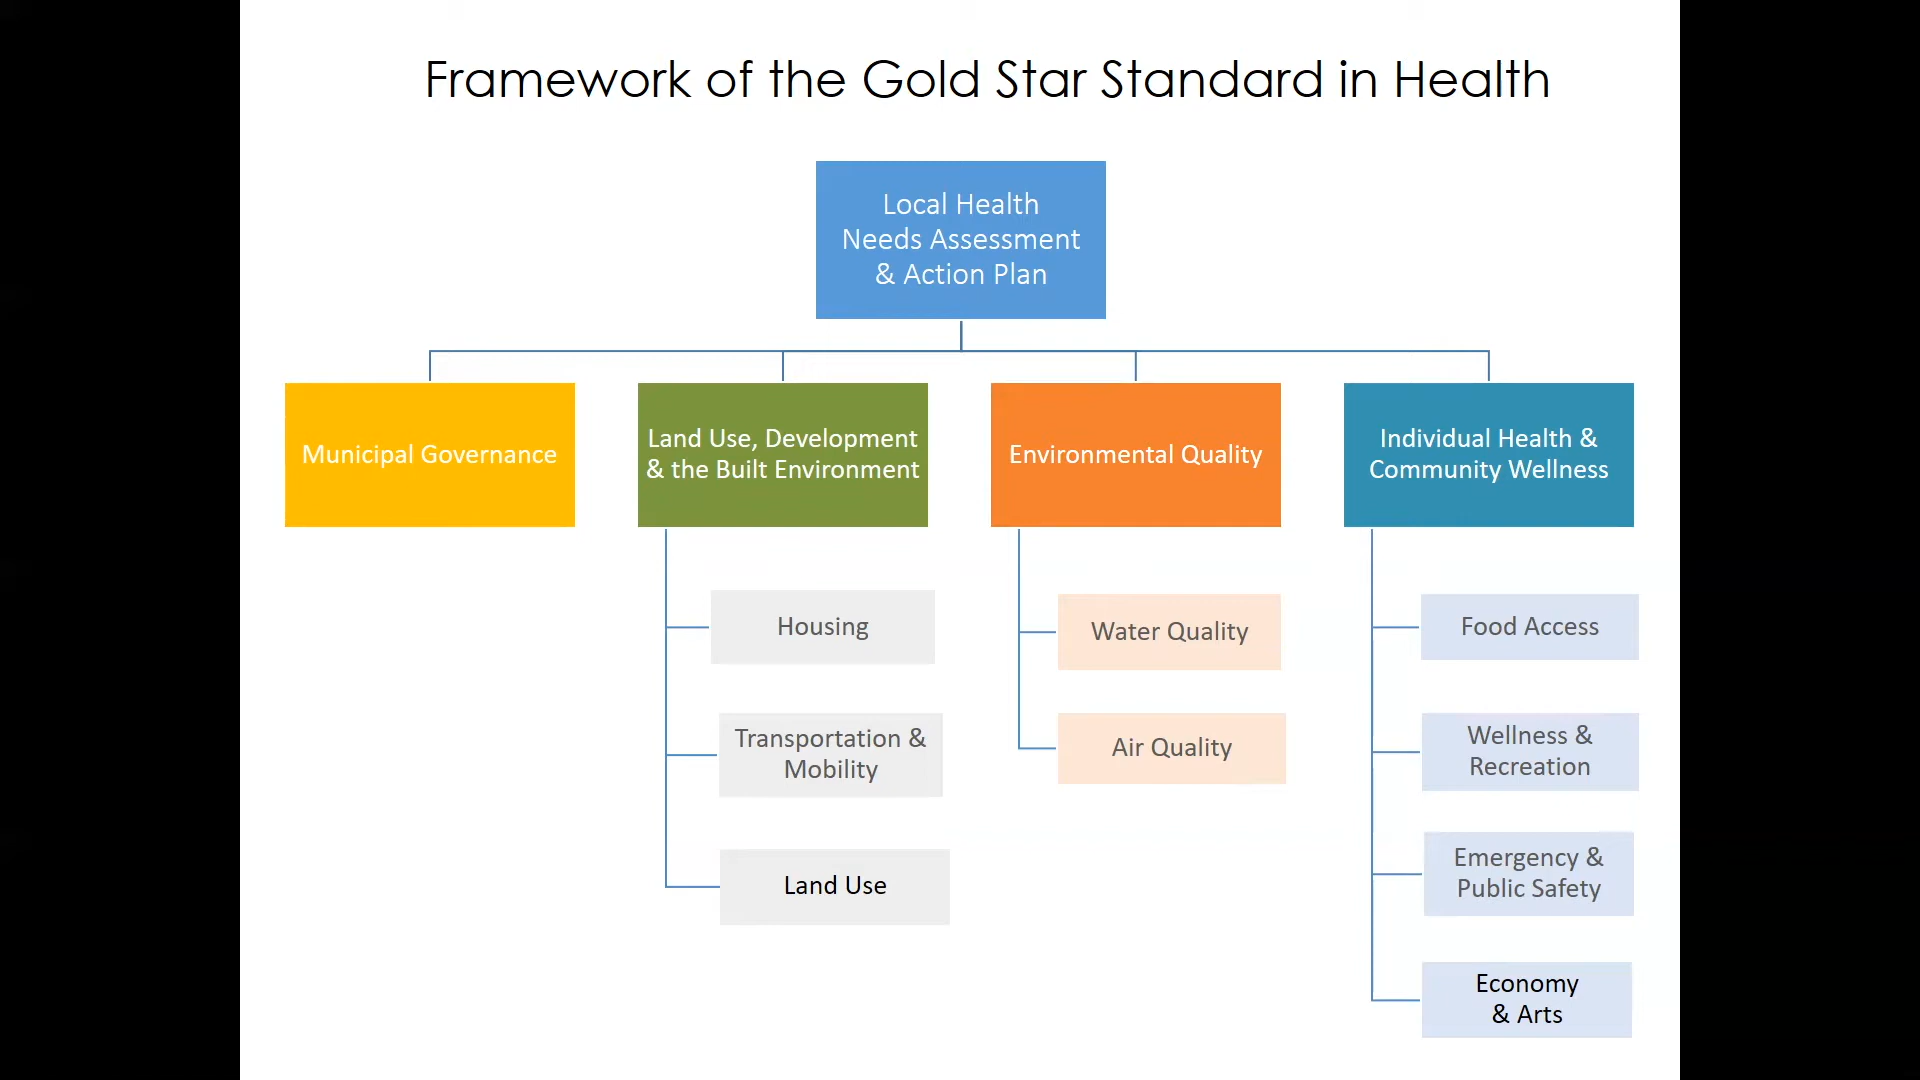 Framework of the Gold Star Standard in Health
Local Health
Needs Assessment
& Action Plan
Municipal Governance
Land Use, Development
& the Built Environment
Environmental Quality
Individual Health &
Community Wellness
Housing
Transportation &
Mobility
Land Use
Water Quality
Air Quality
Food Access
Wellness &
Recreation
Emergency &
Public Safety
Economy
& Arts